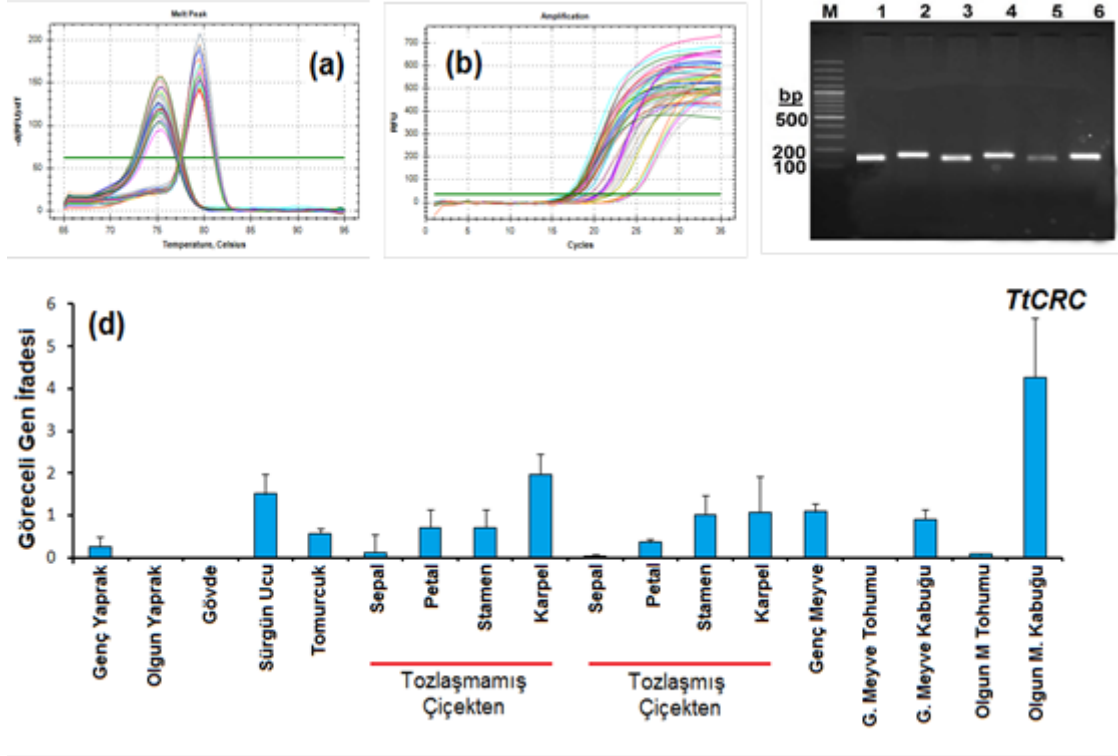 Melt Peak
(a)
-d(RFU)/dT
200
150
100
50
0
65 70 75 80 85 90 95
Temperature, Celsius
Amplification
(b)
RFU
700
600
500
400
300
200
100
0
0 5 10 15 20 25 30 35
Cycles
M 1 2 3 4 5 6
bp
500
200
100
(d)
TtCRC
Göreceli Gen İfadesi
6
5
4
3
2
1
0
Genç Yaprak
Olgun Yaprak
Gövde
Sürgün Ucu
Tomurcuk
Sepal
Petal
Stamen
Karpel
Sepal
Petal
Stamen
Karpel
Genç Meyve
G. Meyve Tohumu
G. Meyve Kabuğu
Olgun M Tohumu
Olgun M. Kabuğu
Tozlaşmamış
Çiçekten
Tozlaşmış
Çiçekten